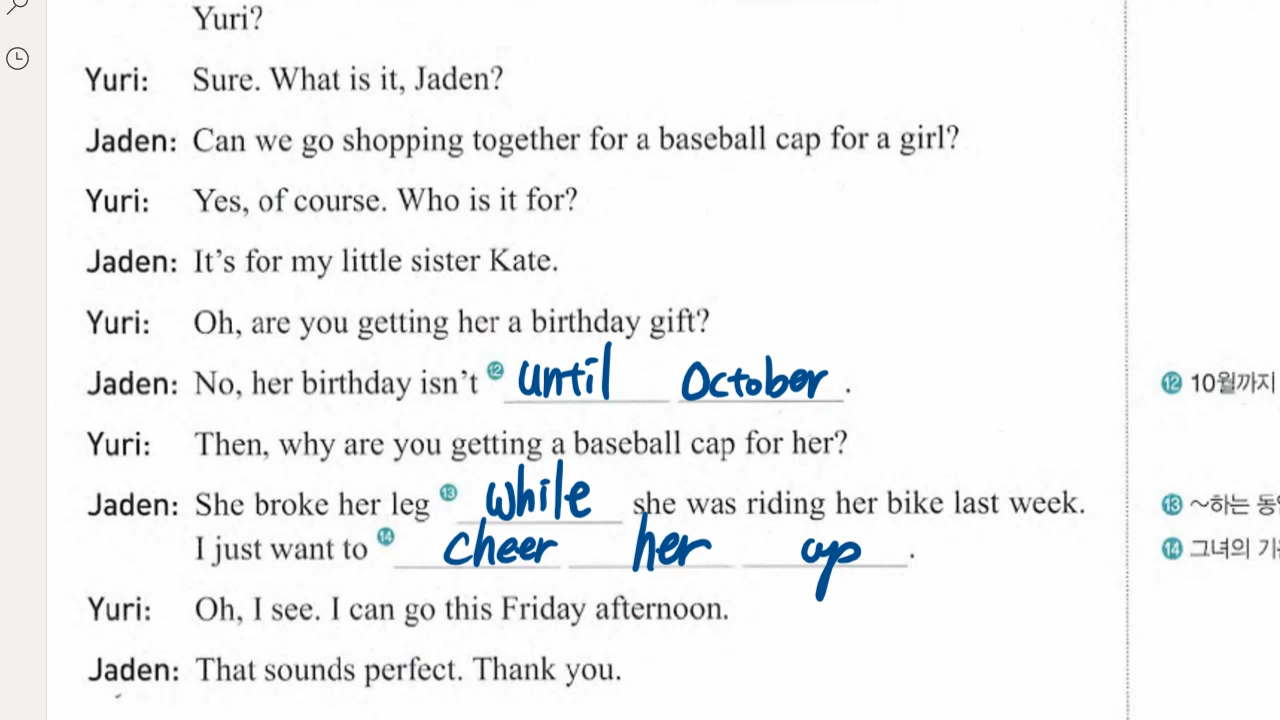 Yuri?
Yuri: Sure. What is it, Jaden?
Jaden: Can we go shopping together for a baseball cap for a girl?
Yuri: Yes, of course. Who is it for?
Jaden: It's for my little sister Kate.
Yuri: Oh, are you getting her a birthday gift?
Jaden: No, her birthday isn't ⑫ until October .
⑫ 10월까지
Yuri: Then, why are you getting a baseball cap for her?
Jaden: She broke her leg ⑬ while she was riding her bike last week.
⑬ ~하는
I just want to ⑭ cheer her up .
⑭ 그녀의
Yuri: Oh, I see. I can go this Friday afternoon.
Jaden: That sounds perfect. Thank you.